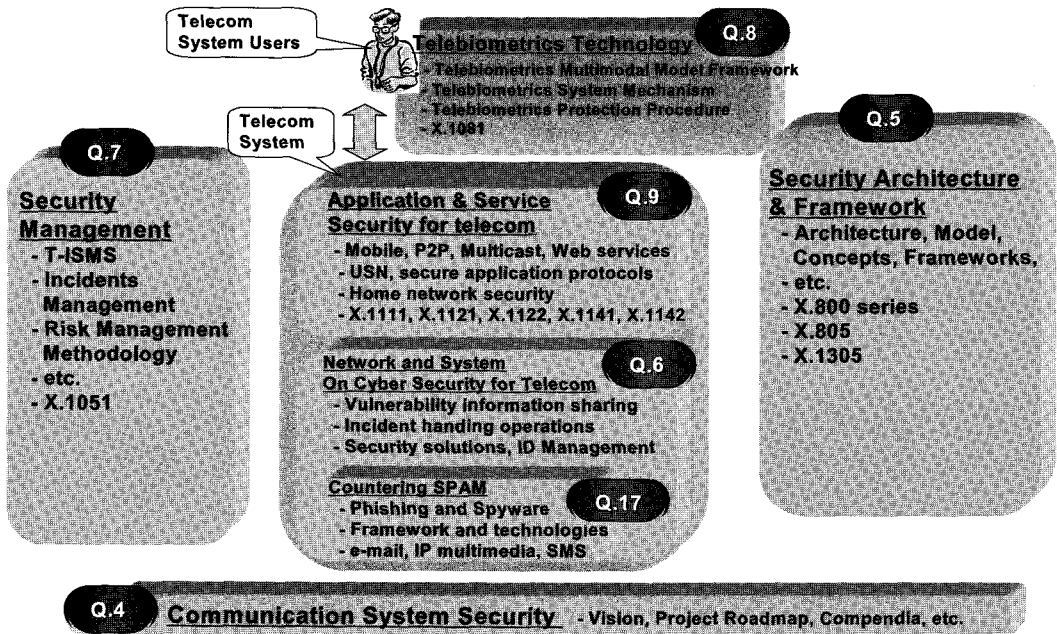 Telecom
System Users
Q.8
Telebiometrics Technology
- Telebiometrics Multimodal Model Framework
- Telebiometrics System Mechanism
- Telebiometrics Protection Procedure
- X.1081
Telecom
System
Q.7
Security
Management
- T-ISMS
- Incidents
Management
- Risk Management
Methodology
- etc.
- X.1051
Q.9
Application & Service
Security for telecom
- Mobile, P2P, Multicast, Web services
- USN, secure application protocols
- Home network security
- X.1111, X.1121, X.1122, X.1141, X.1142
Q.6
Network and System
On Cyber Security for Telecom
- Vulnerability information sharing
- Incident handing operations
- Security solutions, ID Management
Q.17
Countering SPAM
- Phishing and Spyware
- Framework and technologies
- e-mail, IP multimedia, SMS
Q.5
Security Architecture
& Framework
- Architecture, Model,
Concepts, Frameworks,
- etc.
- X.800 series
- X.805
- X.1305
Q.4
Communication System Security - Vision, Project Roadmap, Compendia, etc.